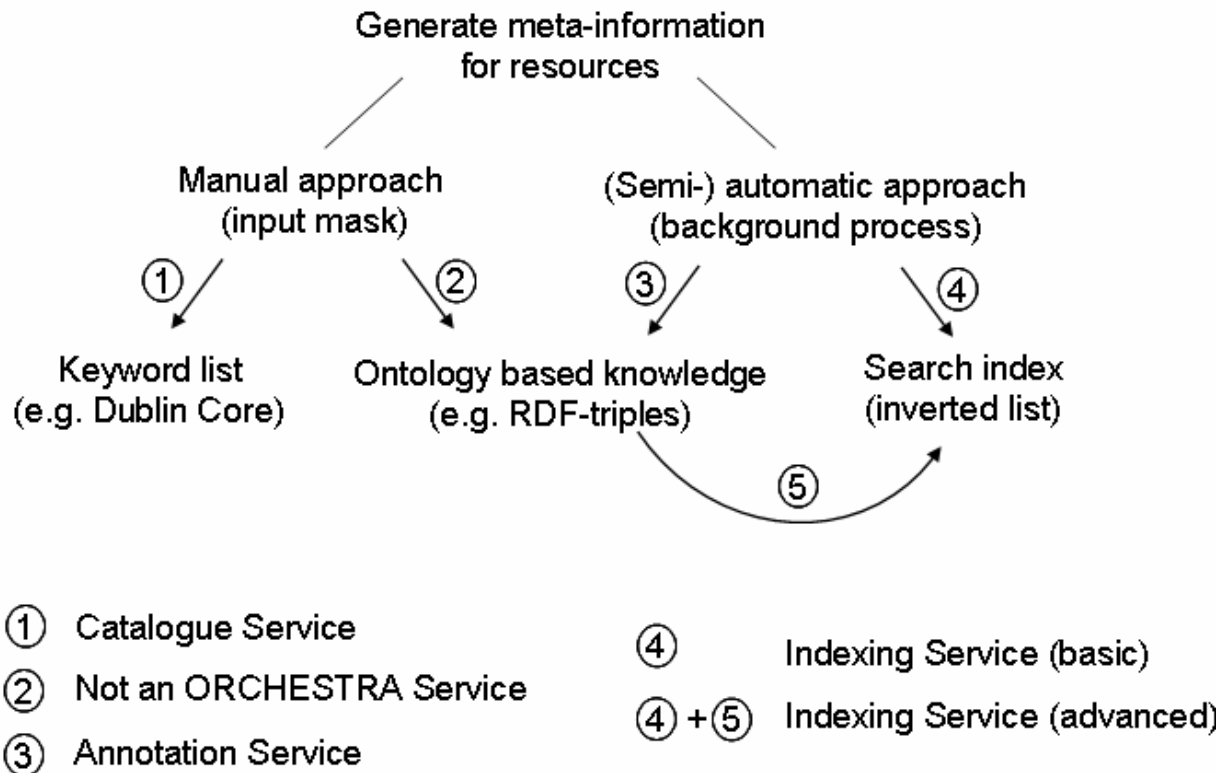 Generate meta-information
for resources
Manual approach
(input mask)
(Semi-) automatic approach
(background process)
1
2
3
4
Keyword list
(e.g. Dublin Core)
Ontology based knowledge
(e.g. RDF-triples)
Search index
(inverted list)
5
1 Catalogue Service
2 Not an ORCHESTRA Service
3 Annotation Service
4 Indexing Service (basic)
4 + 5 Indexing Service (advanced)